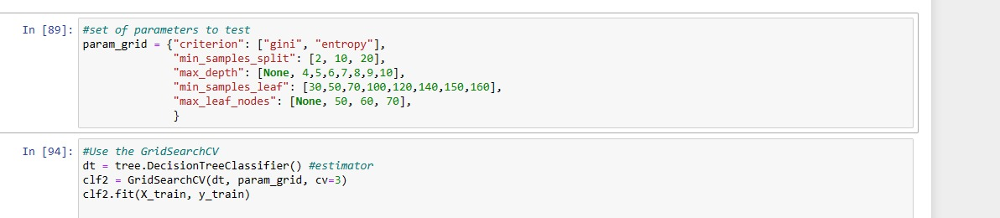 In [89]: #set of parameters to test
param_grid = {"criterion": ["gini", "entropy"],
"min_samples_split": [2, 10, 20],
"max_depth": [None, 4,5,6,7,8,9,10],
"min_samples_leaf": [30,50,70,100,120,140,150,160],
"max_leaf_nodes": [None, 50, 60, 70],
}
In [94]: #Use the GridSearchCV
dt = tree.DecisionTreeClassifier() #estimator
clf2 = GridSearchCV(dt, param_grid, cv=3)
clf2.fit(X_train, y_train)